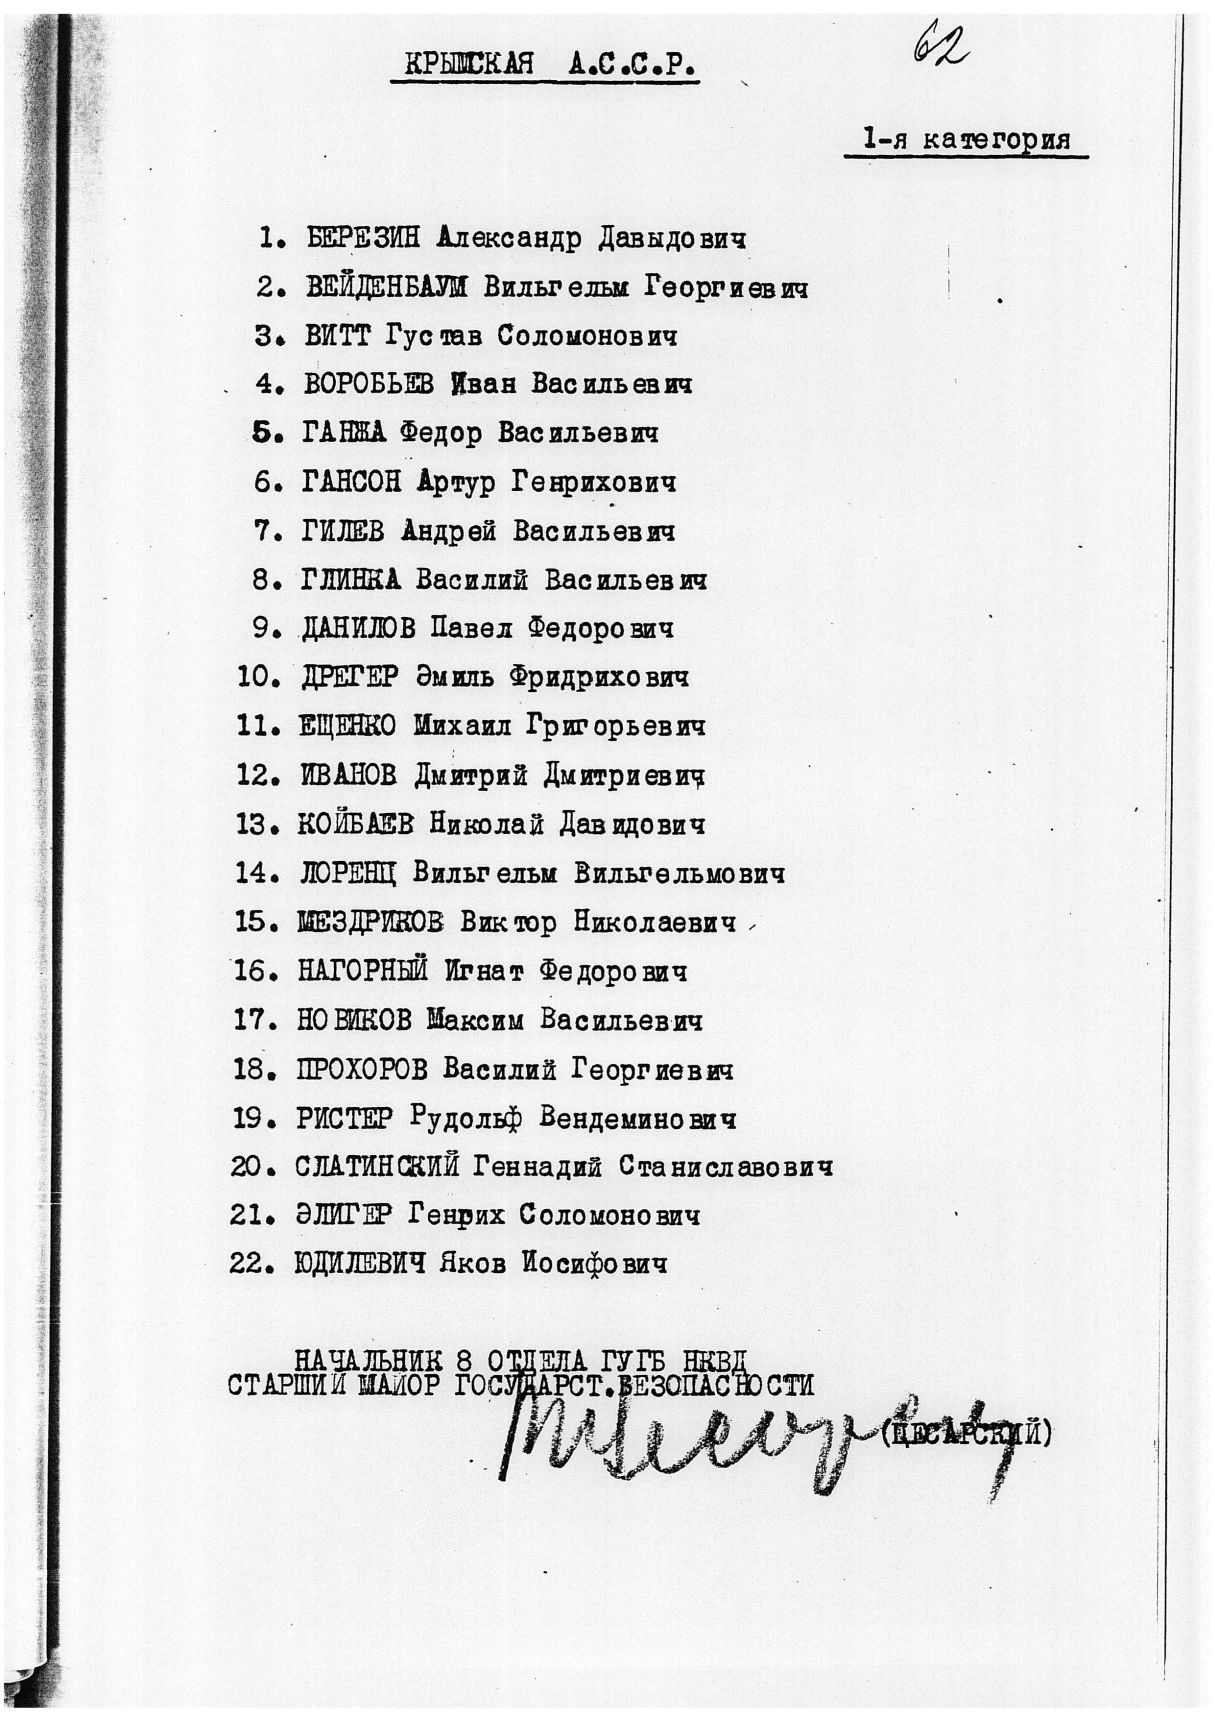 62
КРЫМСКАЯ А.С.С.Р.
1-я категория
1. БЕРЕЗИН Александр Давыдович
2. ВЕЙДЕНБАУМ Вильгельм Георгиевич
3. ВИТТ Густав Соломонович
4. ВОРОБЬЕВ Иван Васильевич
5. ГАНЖА Федор Васильевич
6. ГАНСОН Артур Генрихович
7. ГИЛЕВ Андрей Васильевич
8. ГЛИНКА Василий Васильевич
9. ДАНИЛОВ Павел Федорович
10. ДРЕГЕР Эмиль Фридрихович
11. ЕЩЕНКО Михаил Григорьевич
12. ИВАНОВ Дмитрий Дмитриевич
13. КОЙБАЕВ Николай Давидович
14. ЛОРЕНЦ Вильгельм Вильгельмович
15. МЕЗДРИКОВ Виктор Николаевич
16. НАГОРНЫЙ Игнат Федорович
17. НОВИКОВ Максим Васильевич
18. ПРОХОРОВ Василий Георгиевич
19. РИСТЕР Рудольф Вендеминович
20. СЛАТИНСКИЙ Геннадий Станиславович
21. ЭЛИГЕР Генрих Соломонович
22. ЮДИЛЕВИЧ Яков Иосифович
НАЧАЛЬНИК 8 ОТДЕЛА ГУГБ НКВД
СТАРШИЙ МАЙОР ГОСУДАРСТ.БЕЗОПАСНОСТИ
(ЦЕСАРСКИЙ)